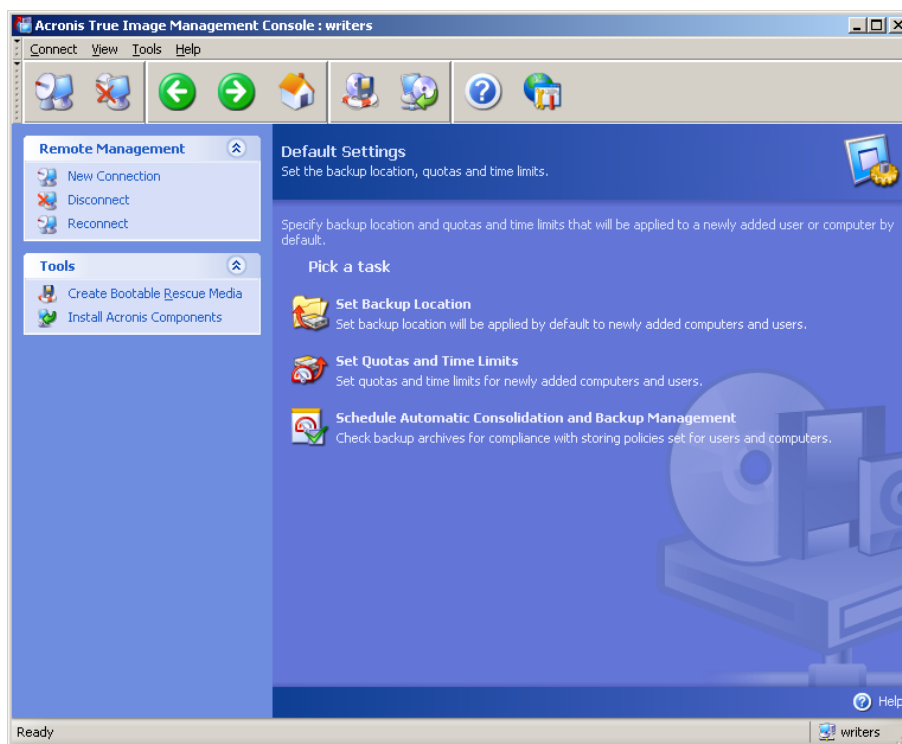 Acronis True Image Management Console : writers
Connect View Tools Help
Remote Management
New Connection
Disconnect
Reconnect
Tools
Create Bootable Rescue Media
Install Acronis Components
Default Settings
Set the backup location, quotas and time limits.
Specify backup location and quotas and time limits that will be applied to a newly added user or computer by
default.
Pick a task
Set Backup Location
Set backup location will be applied by default to newly added computers and users.
Set Quotas and Time Limits
Set quotas and time limits for newly added computers and users.
Schedule Automatic Consolidation and Backup Management
Check backup archives for compliance with storing policies set for users and computers.
Help
Ready
writers